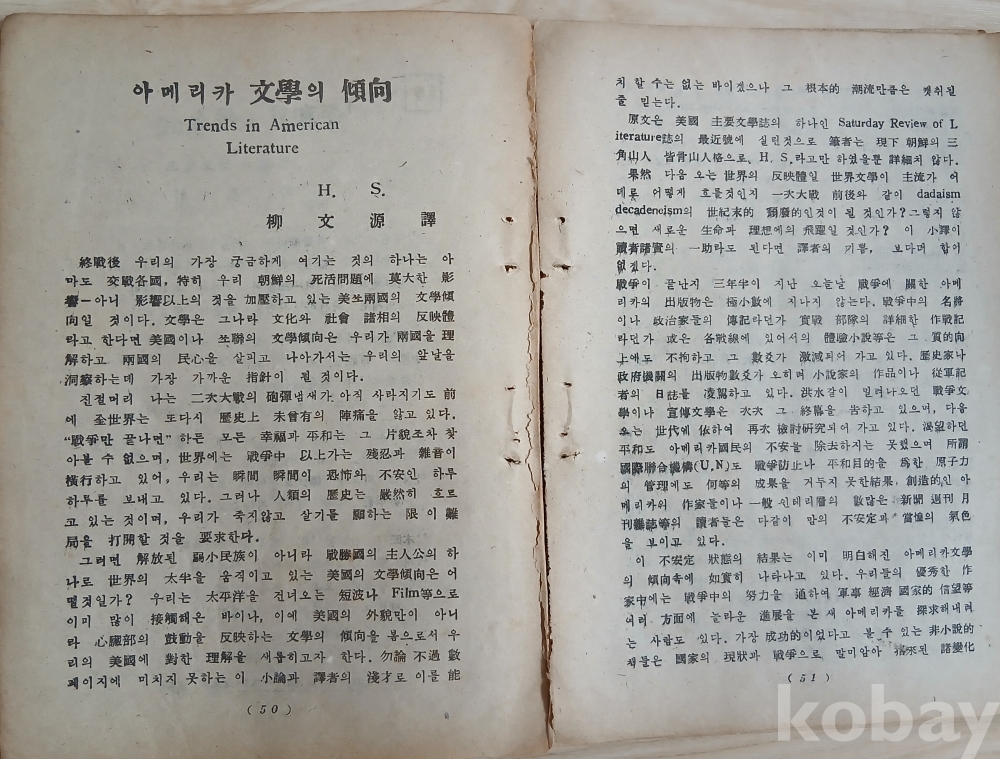 아메리카 文學의 傾向
Trends in American
Literature
H. S.
柳 文 源 譯
終戰後 우리의 가장 궁금하게 여기는 것의 하나는 아
마도 交戰各國, 特히 우리 朝鮮의 死活問題에 莫大한 影
響—아니 影響以上의 것을 加壓하고 있는 美쏘兩國의 文學傾
向일 것이다. 文學은 그나라 文化와 社會 諸相의 反映體
라고 한다면 美國이나 쏘聯의 文學傾向은 우리가 兩國을 理
解하고 兩國의 民心을 살피고 나아가서는 우리의 앞날을
洞察하는데 가장 가까운 指針이 될 것이다.
진절머리 나는 二次大戰의 砲彈냄새가 아직 사라지기도 前
에 全世界는 또다시 歷史上 未曾有의 陣痛을 앓고 있다.
“戰爭만 끝나면” 하든 모든 幸福과 平和는 그 片貌조차 찾
아볼 수 없으며, 世界에는 戰爭中 以上가는 殘忍과 雜音이
橫行하고 있어, 우리는 瞬間 瞬間이 恐怖와 不安인 하루
하루를 보내고 있다. 그러나 人類의 歷史는 嚴然히 흐르
고 있는 것이며, 우리가 죽지않고 살기를 願하는 限 이 難
局을 打開할 것을 要求한다.
그러면 解放된 弱小民族이 아니라 戰勝國의 主人公의 하
나로 世界의 太半을 움직이고 있는 美國의 文學傾向은 어
떨것일가? 우리는 太平洋을 건너오는 短波나 Film等으로
이미 많이 接觸해온 바이나, 이에 美國의 外貌만이 아니
라 心臟部의 鼓動을 反映하는 文學의 傾向을 봄으로서 우
리의 美國에 對한 理解을 새롭히고자 한다. 勿論 不過 數
페이지에 미치지 못하는 이 小論과 譯者의 淺才로 이를 能
(50)
치 할 수는 없는 바이겠으나 그 根本的 潮流만큼은 캣취될
줄 믿는다.
原文은 美國 主要文學誌의 하나인 Saturday Review of L
iterature誌의 最近號에 실린것으로 筆者는 現下 朝鮮의 三
角山人 皆骨山人格으로, H. S.라고만 하였을뿐 詳細치 않다.
果然 다음 오는 世界의 反映體일 世界文學이 主流가 어
데롯 어떻게 흐를것인지 一次大戰 前後와 같이 dadaism
decadencism의 世紀末的 頹廢的인것이 될 것인가? 그렇지 않
으면 새로운 生命과 理想에의 飛躍일 것인가? 이 小譯이
讀者諸賢의 一助라도 된다면 譯者의 기쁨, 보다며 함이
없겠다.
戰爭이 끝난지 三年半이 지난 오늘날 戰爭에 關한 아메
리카의 出版物은 極小數에 지나지 않는다. 戰爭中의 名將
이나 政治家들의 傳記라던가 實戰 部隊의 詳細한 作戰記
라던가 或은 各戰線에 있어서의 體驗小說等은 그 質的向
上에도 不拘하고 그 數爻가 激減되어 가고 있다. 歷史家나
政府機關의 出版物數爻가 오히려 小說家의 作品이나 從軍記
者의 日誌를 凌駕하고 있다. 洪水같이 밀려나오던 戰爭文
學이나 宣傳文學은 次次 그 終幕을 告하고 있으며, 다음
오는 世代에 依하여 再次 檢討硏究되어 가고 있다. 渴望하던
平和도 아메리카國民의 不安을 除去하지는 못했으며 所謂
國際聯合機構(U,N)도 戰爭防止나 平和目的을 爲한 原子力
의 管理에도 何等의 成果을 거두지 못한結果, 創造的인 아
메리카의 作家들이나 一般 인테리層의 數많은 新聞 週刊 月
刊雜誌等의 讀者들은 다같이 만의 不安定과 當惶의 氣色
을 보이고 있다.
이 不安定 狀態의 結果는 이미 明白해진 아메리카文學
의 傾向속에 如實히 나타나고 있다. 우리들의 優秀한 作
家中에는 戰爭中의 努力을 通하여 軍事 經濟 國家的 信望等
여러 方面에 놀라운 進展을 본 새 아메리카를 探求해내려
는 사람도 있다. 가장 成功的이었다고 볼 수 있는 非小說的
책들은 國家의 現狀과 戰爭으로 말미암아 招來된 諸變化
(51)
kobay